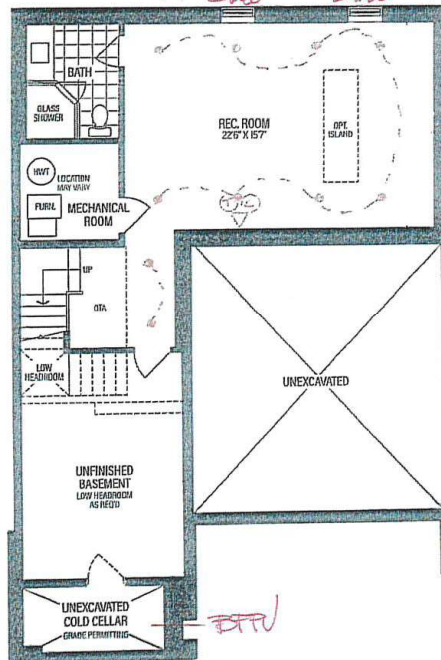 BATH
GLASS
SHOWER
REC. ROOM
22'6" X 15'7"
OPT.
ISLAND
HWT
LOCATION
MAY VARY
FURN.
MECHANICAL
ROOM
UP
OTA
LOW
HEADROOM
UNEXCAVATED
UNFINISHED
BASEMENT
LOW HEADROOM
AS REQ'D
UNEXCAVATED
COLD CELLAR
GRADE PERMITTING